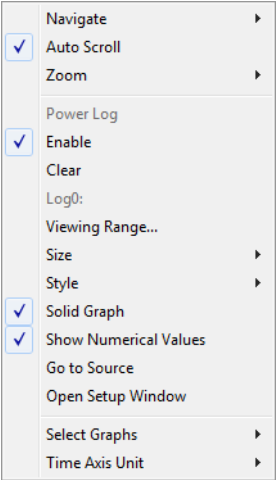 Navigate
Auto Scroll
Zoom
Power Log
Enable
Clear
Log0:
Viewing Range...
Size
Style
Solid Graph
Show Numerical Values
Go to Source
Open Setup Window
Select Graphs
Time Axis Unit